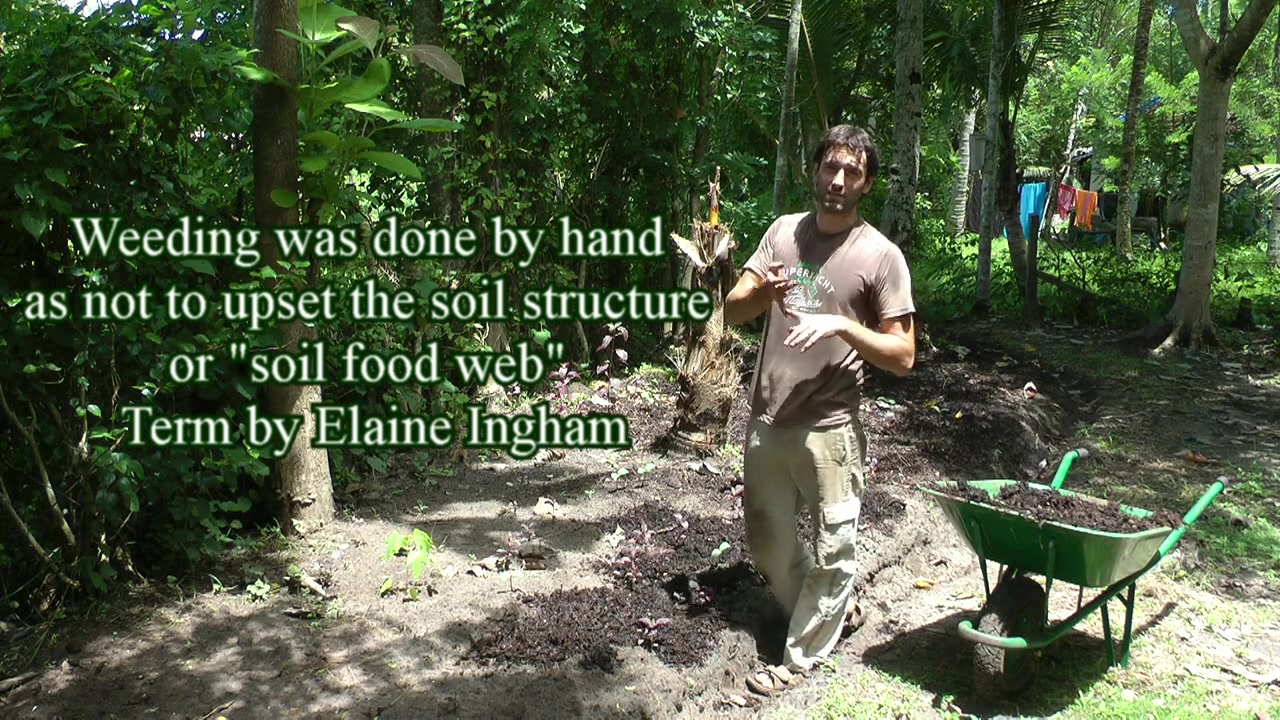 Weeding was done by hand
as not to upset the soil structure
or "soil food web"
Term by Elaine Ingham